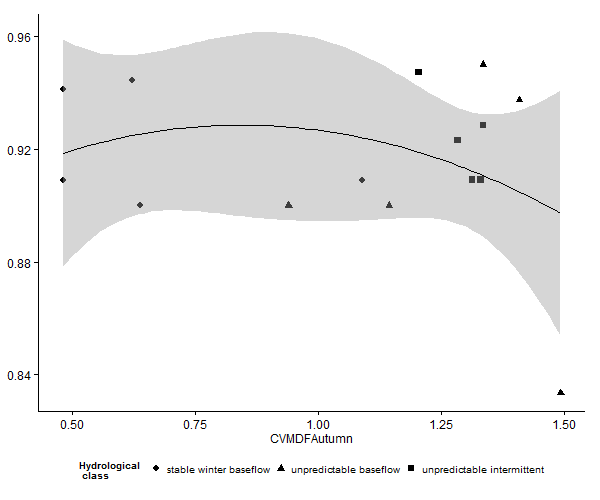 0.96
0.92
0.88
0.84
0.50 0.75 1.00 1.25 1.50
CVMDFAutumn
Hydrological class stable winter baseflow unpredictable baseflow unpredictable intermittent